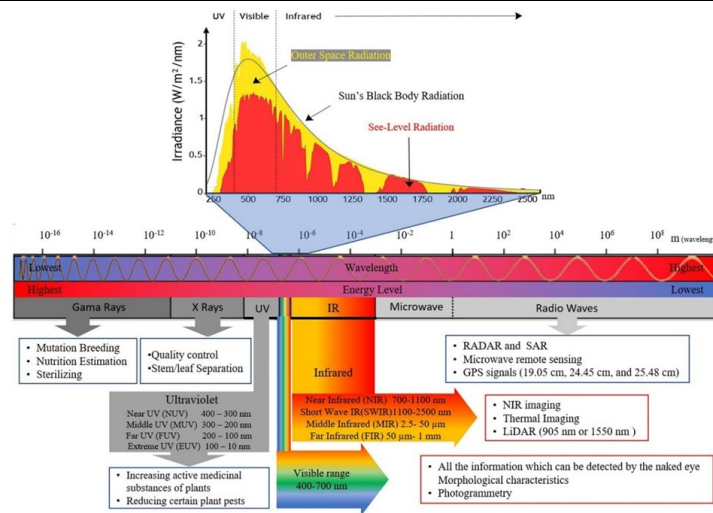 UV Visible Infrared
Irradiance (W/m²/nm)
2
1.5
1
0.5
0
Outer Space Radiation
Sun's Black Body Radiation
See-Level Radiation
250 500 750 1000 1250 1500 1750 2000 2250 2500 nm
10-16 10-14 10-12 10-10 10-8 10-6 10-4 10-2 1 10² 10⁴ 10⁶ 10⁸ m (waveleng
Lowest Wavelength Highest
Highest Energy Level Lowest
Gama Rays X Rays UV IR Microwave Radio Waves
• Mutation Breeding
• Nutrition Estimation
• Sterilizing
•Quality control
•Stem/leaf Separation
• RADAR and SAR
• Microwave remote sensing
• GPS signals (19.05 cm, 24.45 cm, and 25.48 cm)
Ultraviolet
Near UV (NUV) 400 – 300 nm
Middle UV (MUV) 300 – 200 nm
Far UV (FUV) 200 – 100 nm
Extreme UV (EUV) 100 – 10 nm
Infrared
Near Infrared (NIR) 700-1100 nm
Short Wave IR(SWIR)1100-2500 nm
Middle Infrared (MIR) 2.5- 50 µm
Far Infrared (FIR) 50 µm- 1 mm
• NIR imaging
• Thermal Imaging
• LiDAR (905 nm or 1550 nm )
• Increasing active medicinal
substances of plants
• Reducing certain plant pests
Visible range
400-700 nm
• All the information which can be detected by the naked eye
Morphological characteristics
• Photogrammetry